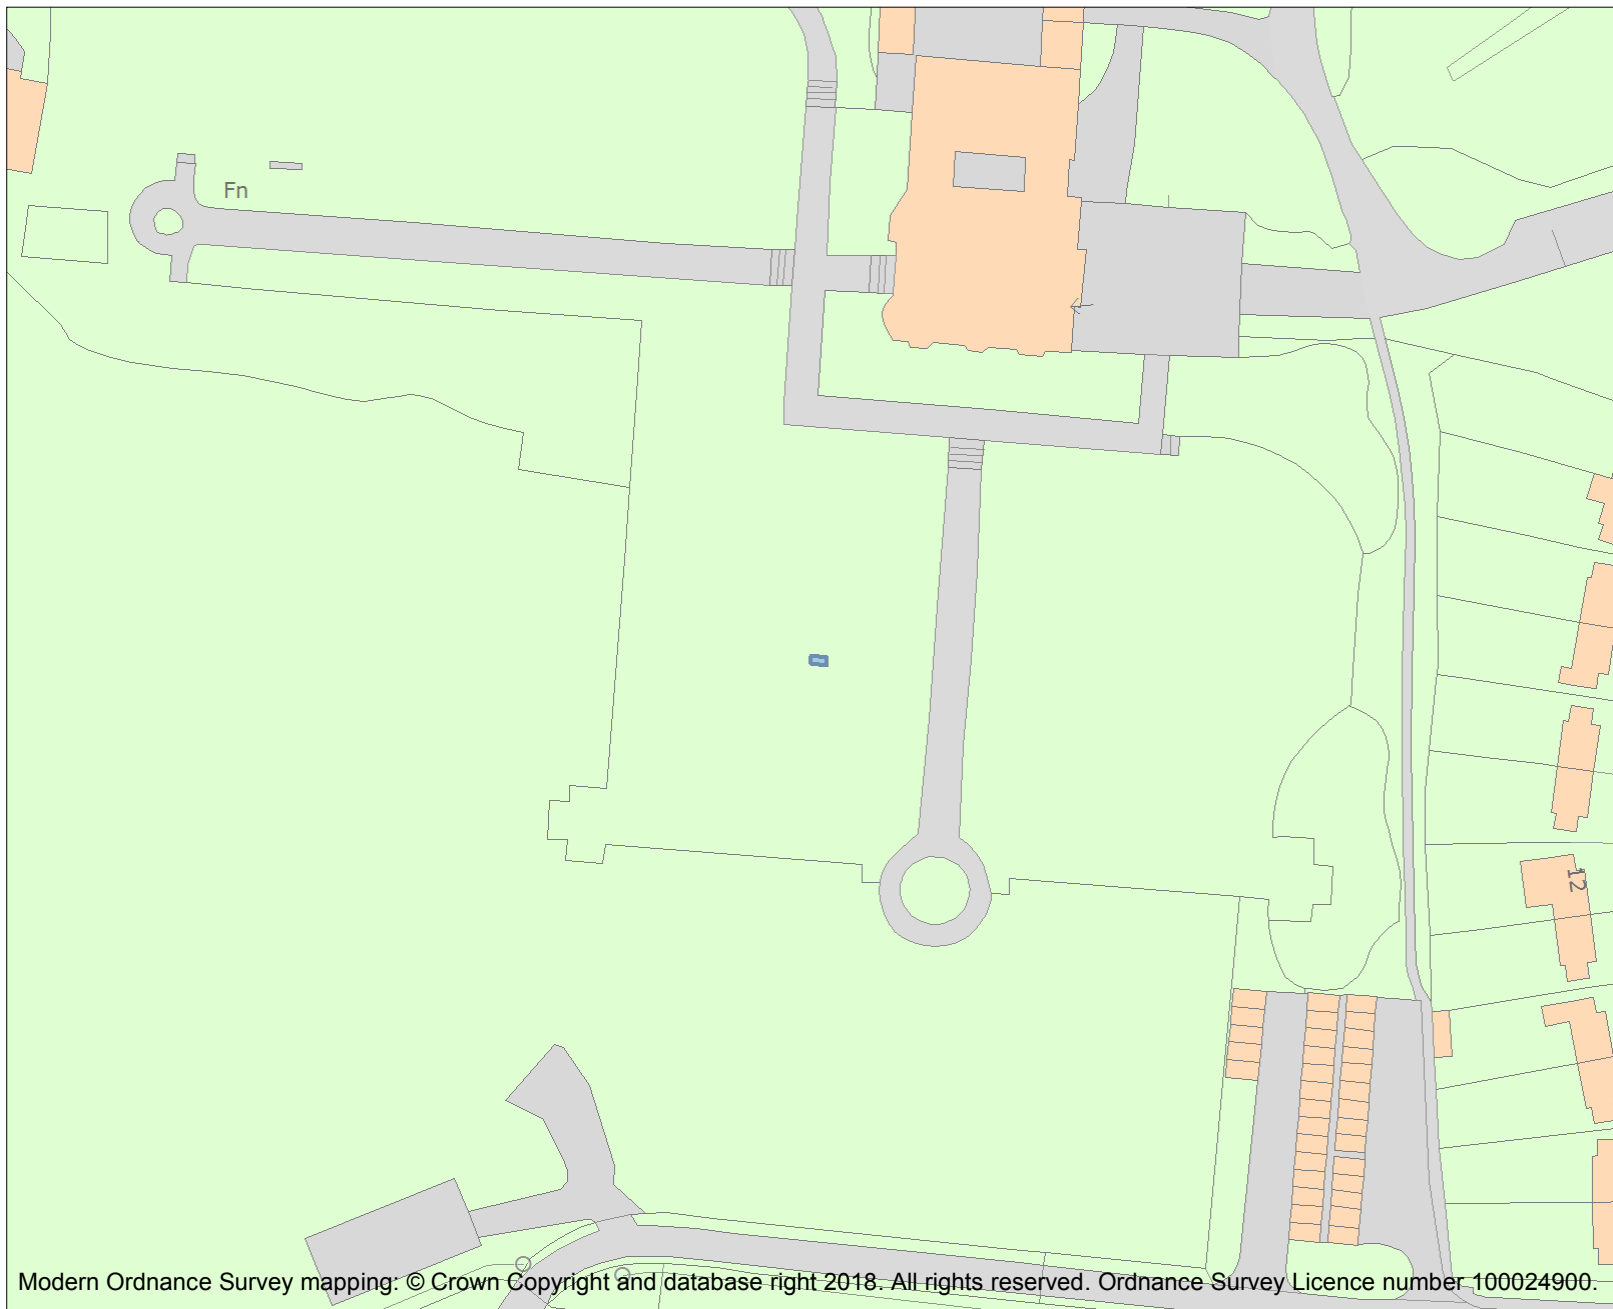 Fn
12
Modern Ordnance Survey mapping: © Crown Copyright and database right 2018. All rights reserved. Ordnance Survey Licence number 100024900.